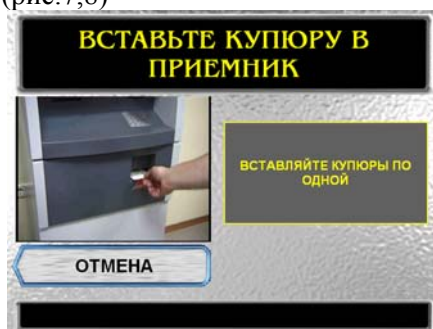 (рис.7,8)
ВСТАВЬТЕ КУПЮРУ В
ПРИЕМНИК
ВСТАВЛЯЙТЕ КУПЮРЫ ПО
ОДНОЙ
ОТМЕНА